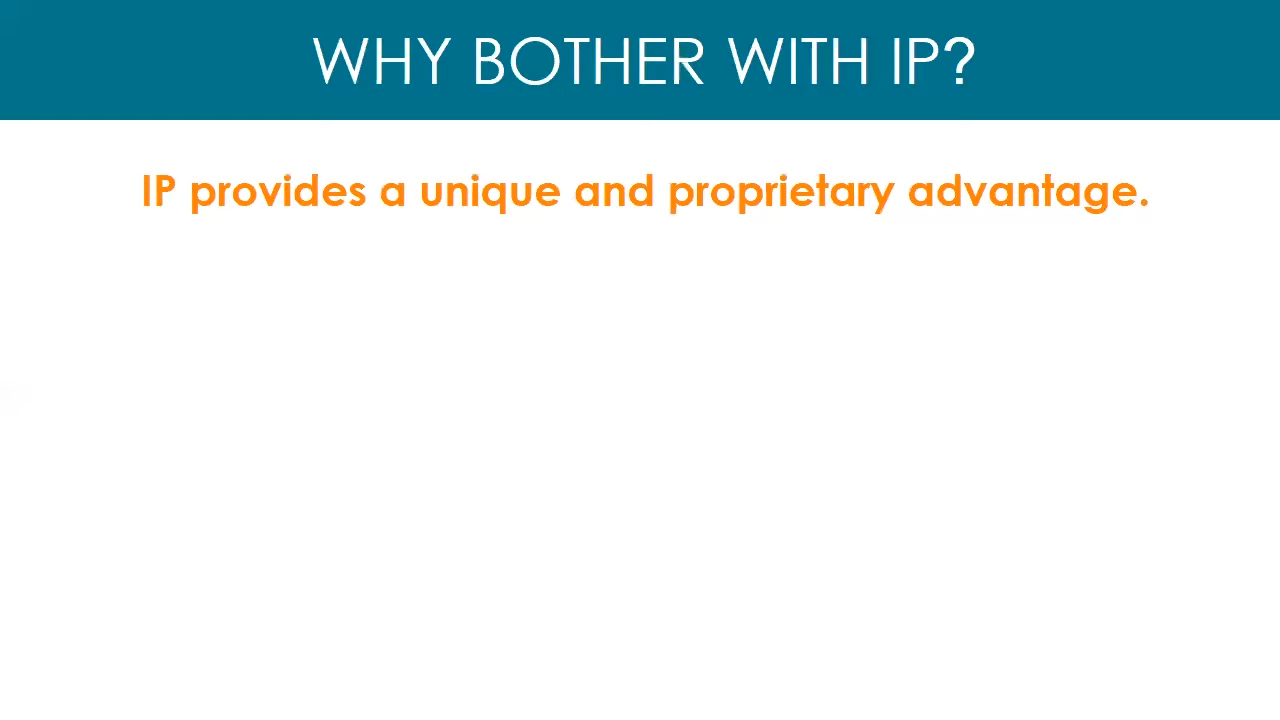 WHY BOTHER WITH IP?
IP provides a unique and proprietary advantage.